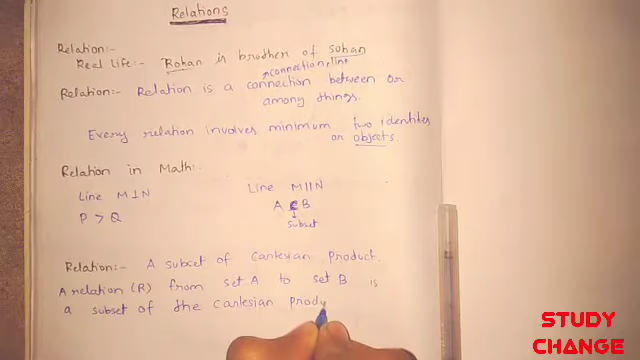 Relations
Relation:-
Real Life:- Rohan is brother of Sohan
connection, link
Relation:- Relation is a connection between or
among things.
Every relation involves minimum two identites
or objects.
Relation in Math:-
Line M⊥N
Line M||N
P > Q
A ⊂ B
subset
Relation:- A subset of Cartesian product.
A relation (R) from set A to set B is
a subset of the Cartesian produ
STUDY
CHANGE